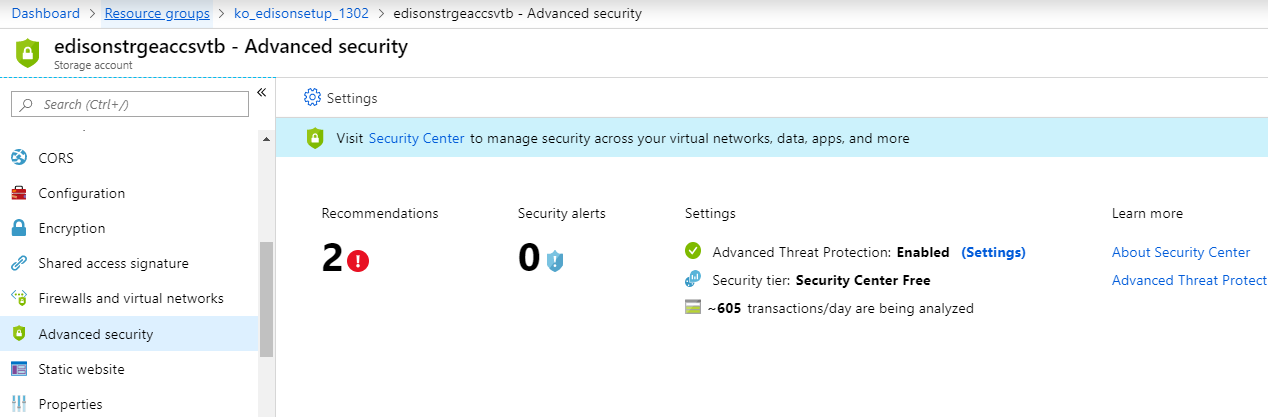 Dashboard > Resource groups > ko_edisonsetup_1302 > edisonstrgeaccsvtb - Advanced security
edisonstrgeaccsvtb - Advanced security
Storage account
Search (Ctrl+/)
«
CORS
Configuration
Encryption
Shared access signature
Firewalls and virtual networks
Advanced security
Static website
Properties
Settings
Visit Security Center to manage security across your virtual networks, data, apps, and more
Recommendations
2
Security alerts
0
Settings
Advanced Threat Protection: Enabled (Settings)
Security tier: Security Center Free
~605 transactions/day are being analyzed
Learn more
About Security Center
Advanced Threat Protect